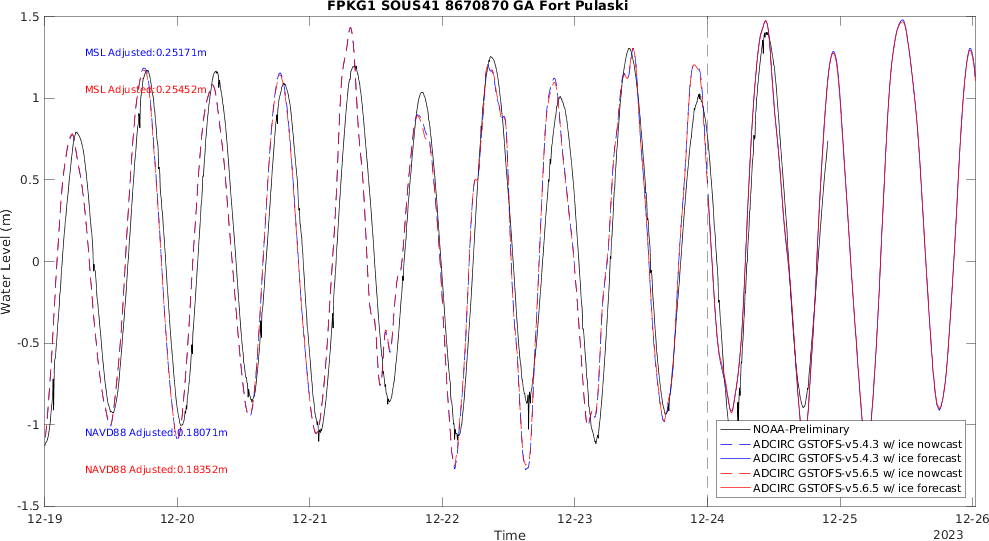 FPKG1 SOUS41 8670870 GA Fort Pulaski
1.5
1
0.5
0
-0.5
-1
-1.5
Water Level (m)
MSL Adjusted:0.25171m
MSL Adjusted:0.25452m
NAVD88 Adjusted:0.18071m
NAVD88 Adjusted:0.18352m
NOAA-Preliminary
ADCIRC GSTOFS-v5.4.3 w/ ice nowcast
ADCIRC GSTOFS-v5.4.3 w/ ice forecast
ADCIRC GSTOFS-v5.6.5 w/ ice nowcast
ADCIRC GSTOFS-v5.6.5 w/ ice forecast
12-19 12-20 12-21 12-22 12-23 12-24 12-25 12-26
Time
2023